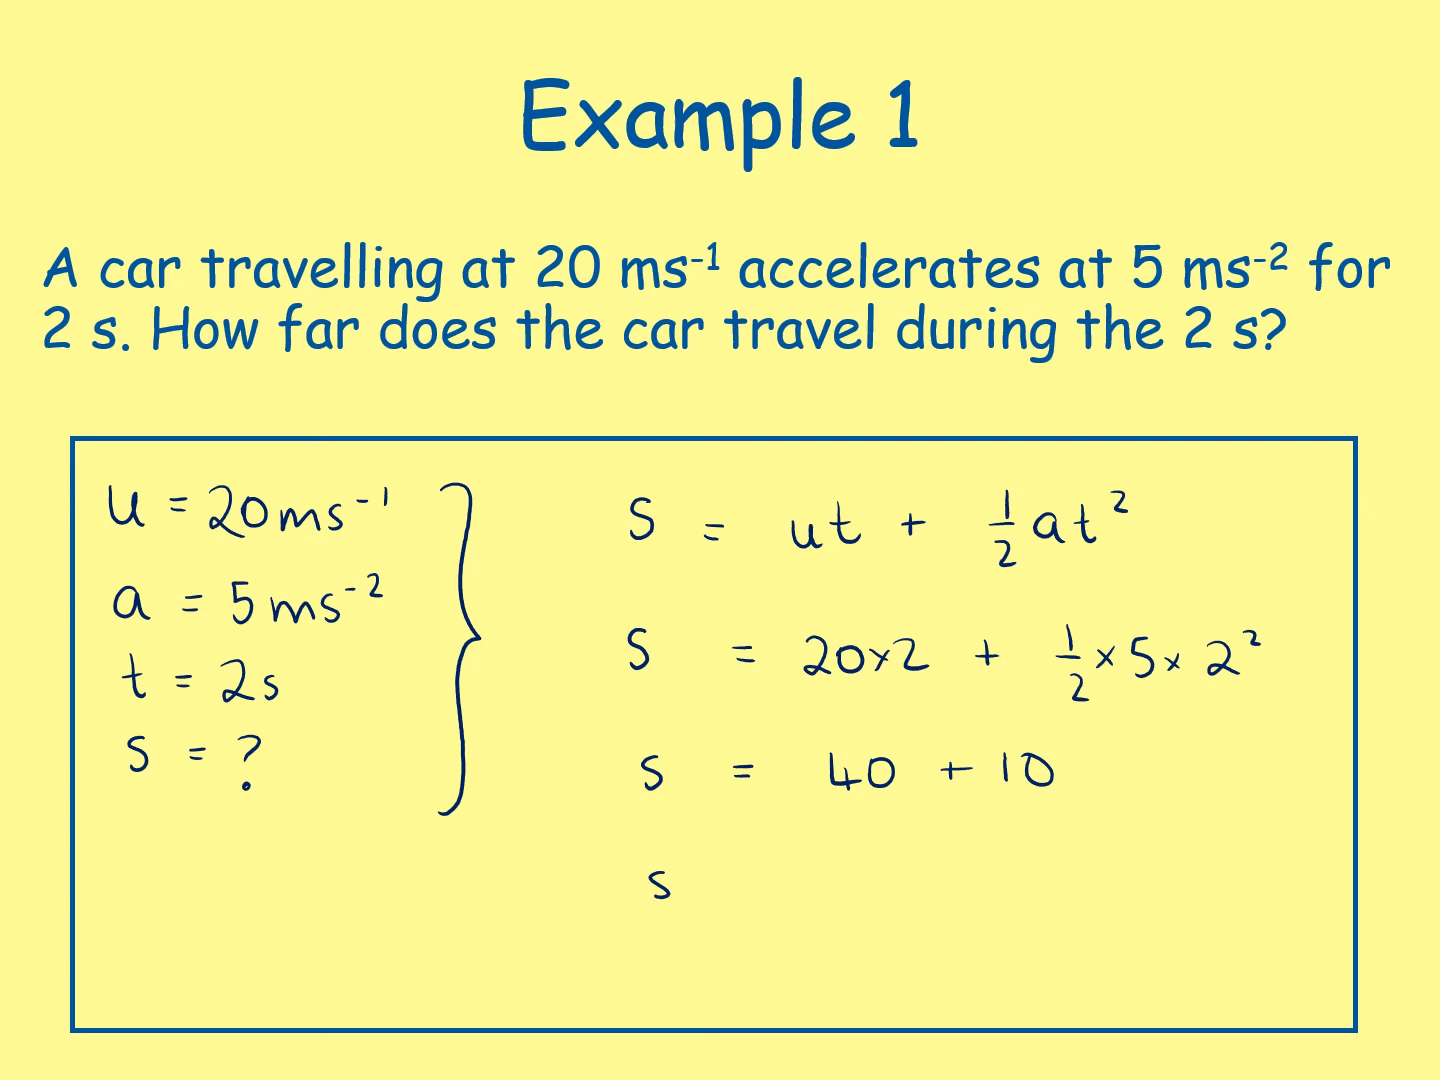 Example 1
A car travelling at 20 ms⁻¹ accelerates at 5 ms⁻² for
2 s. How far does the car travel during the 2 s?
u = 20ms⁻¹
a = 5ms⁻²
t = 2s
s = ?
s = ut + ½at²
s = 20×2 + ½×5×2²
s = 40 + 10
s